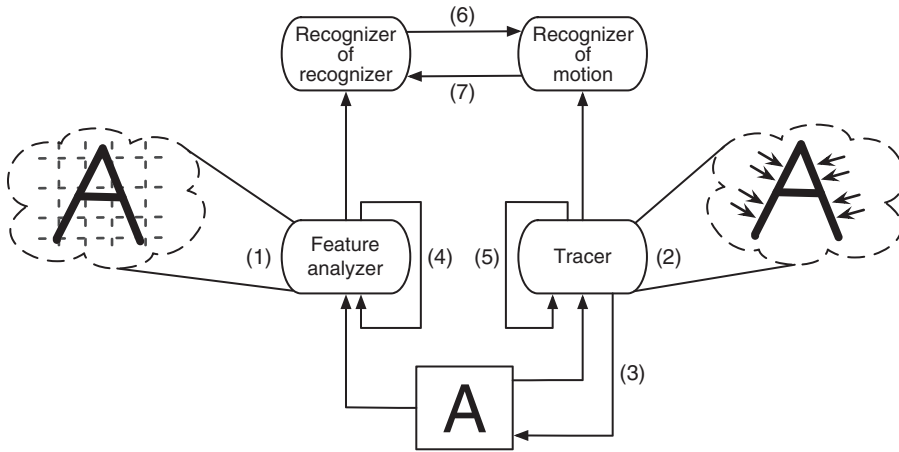 (6)
Recognizer
of
recognizer
Recognizer
of
motion
(7)
A
A
(1)
Feature
analyzer
(4)
(5)
Tracer
(2)
A
(3)